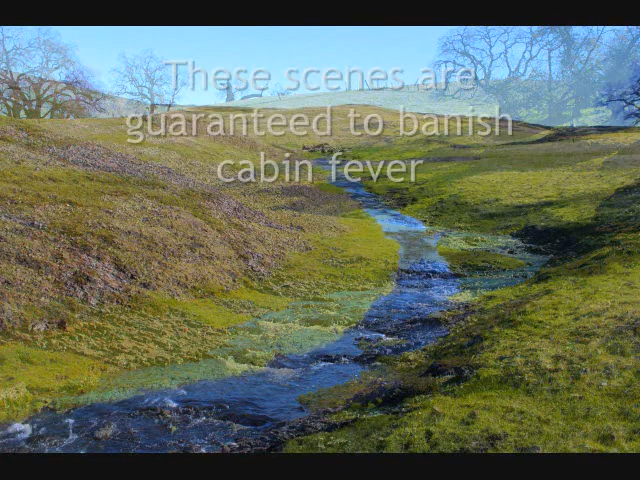 These scenes are
guaranteed to banish
cabin fever